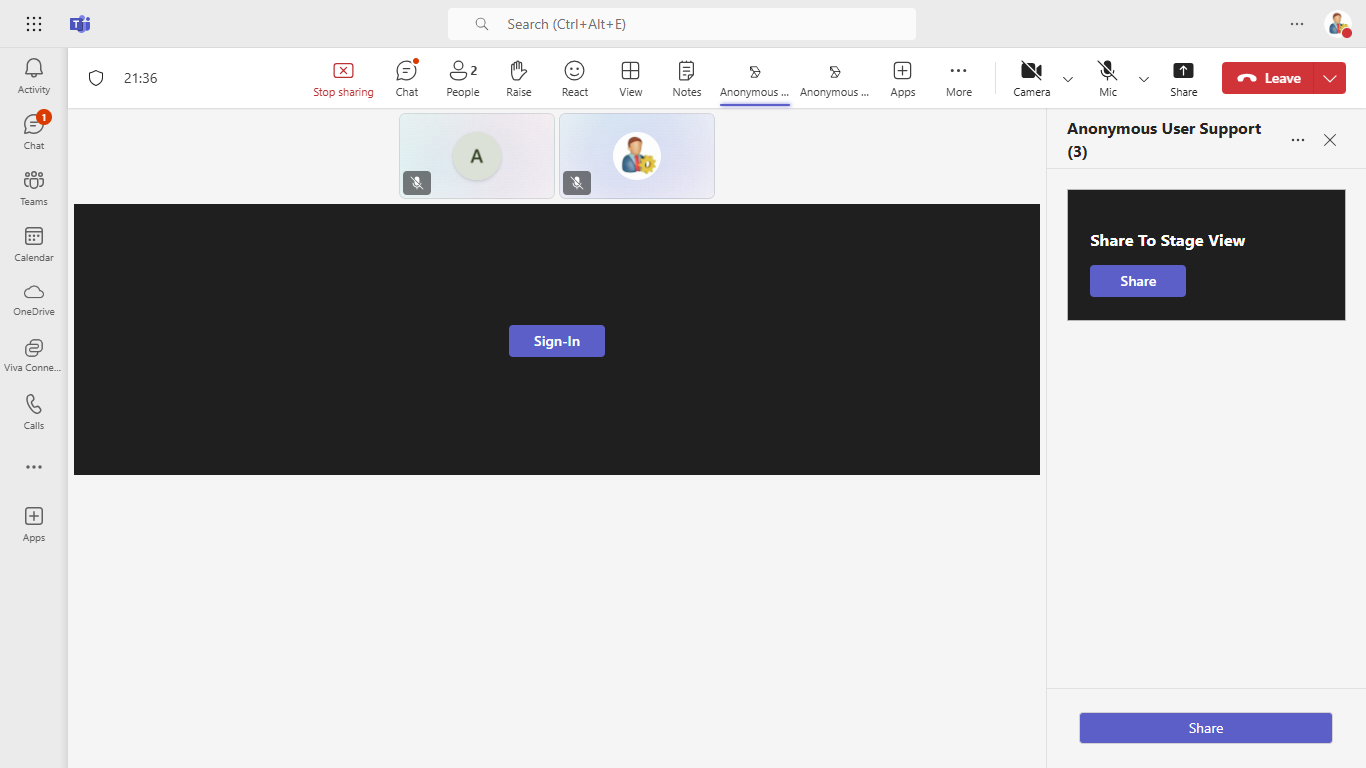 Search (Ctrl+Alt+E)
21:36
Stop sharing
Chat
2
People
Raise
React
View
Notes
Anonymous ...
Anonymous ...
Apps
More
Camera
Mic
Share
Leave
Activity
1
Chat
Teams
Calendar
OneDrive
Viva Conne...
Calls
Apps
A
Sign-In
Anonymous User Support
(3)
Share To Stage View
Share
Share